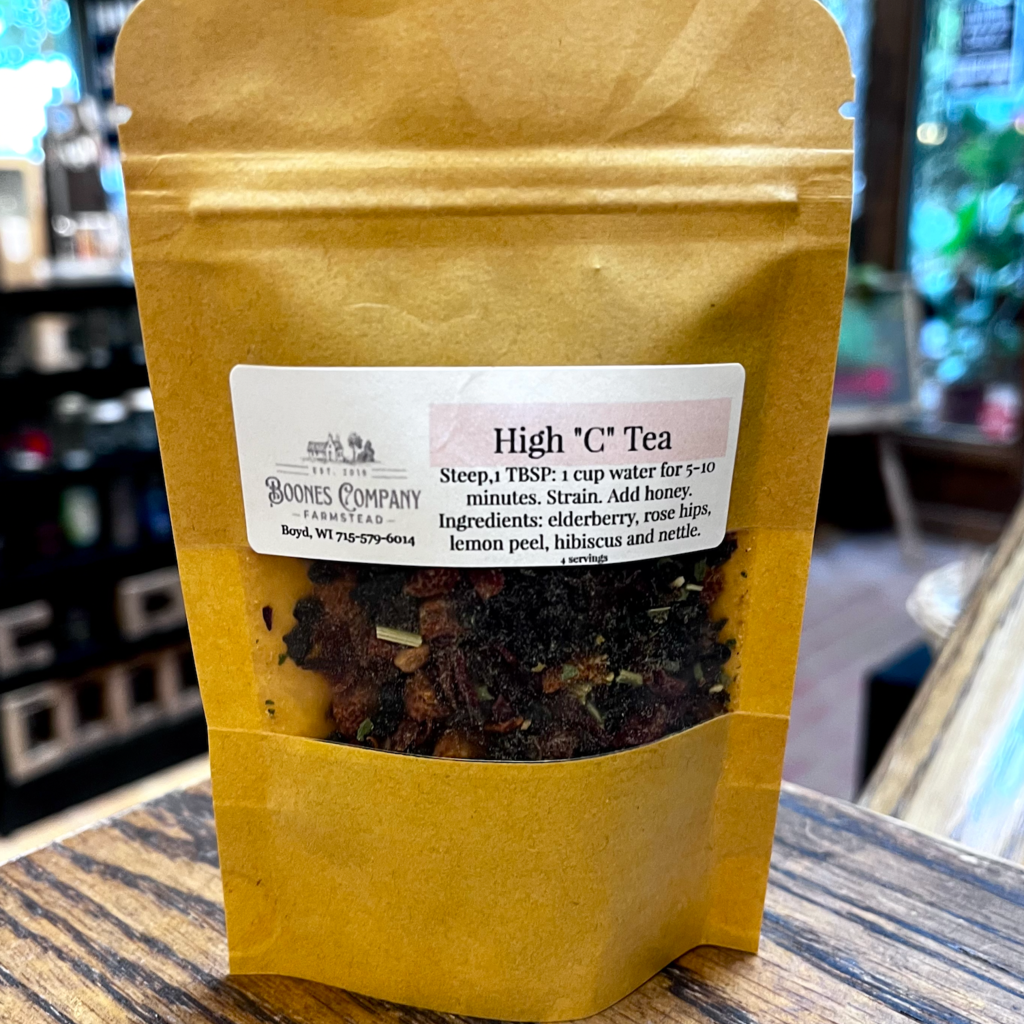 EST. 2019
BOONES COMPANY
FARMSTEAD
Boyd, WI 715-579-6014
High "C" Tea
Steep,1 TBSP: 1 cup water for 5-10
minutes. Strain. Add honey.
Ingredients: elderberry, rose hips,
lemon peel, hibiscus and nettle.
4 servings